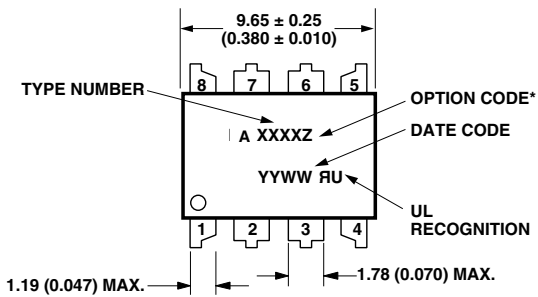 9.65 ± 0.25
(0.380 ± 0.010)
8 7 6 5
TYPE NUMBER
OPTION CODE*
A XXXXZ
DATE CODE
YYWW ЯU
UL
RECOGNITION
1 2 3 4
1.19 (0.047) MAX.
1.78 (0.070) MAX.